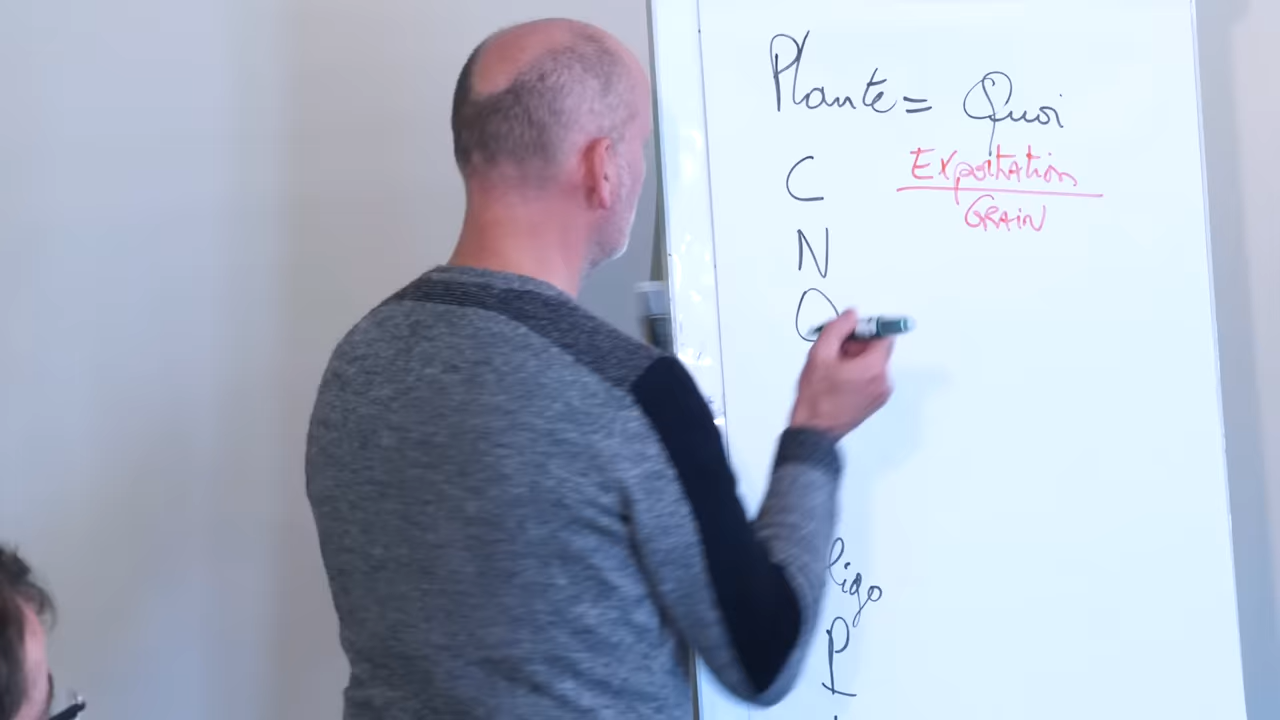 Plante = Quoi
Exportation
C
GRAIN
N
O
ligo
P